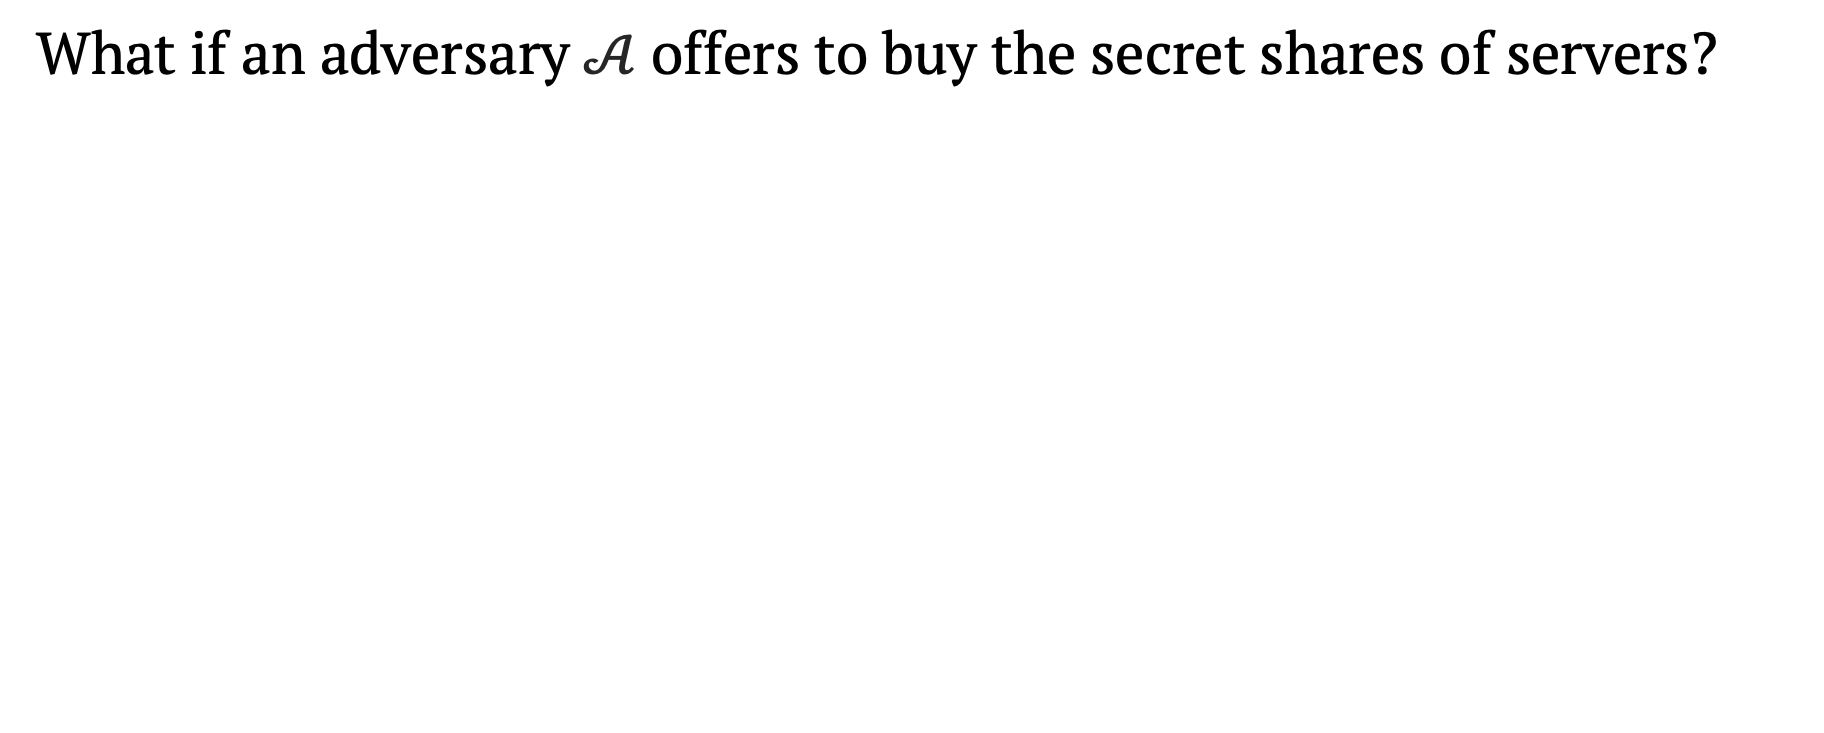 What if an adversary 𝒜 offers to buy the secret shares of servers?